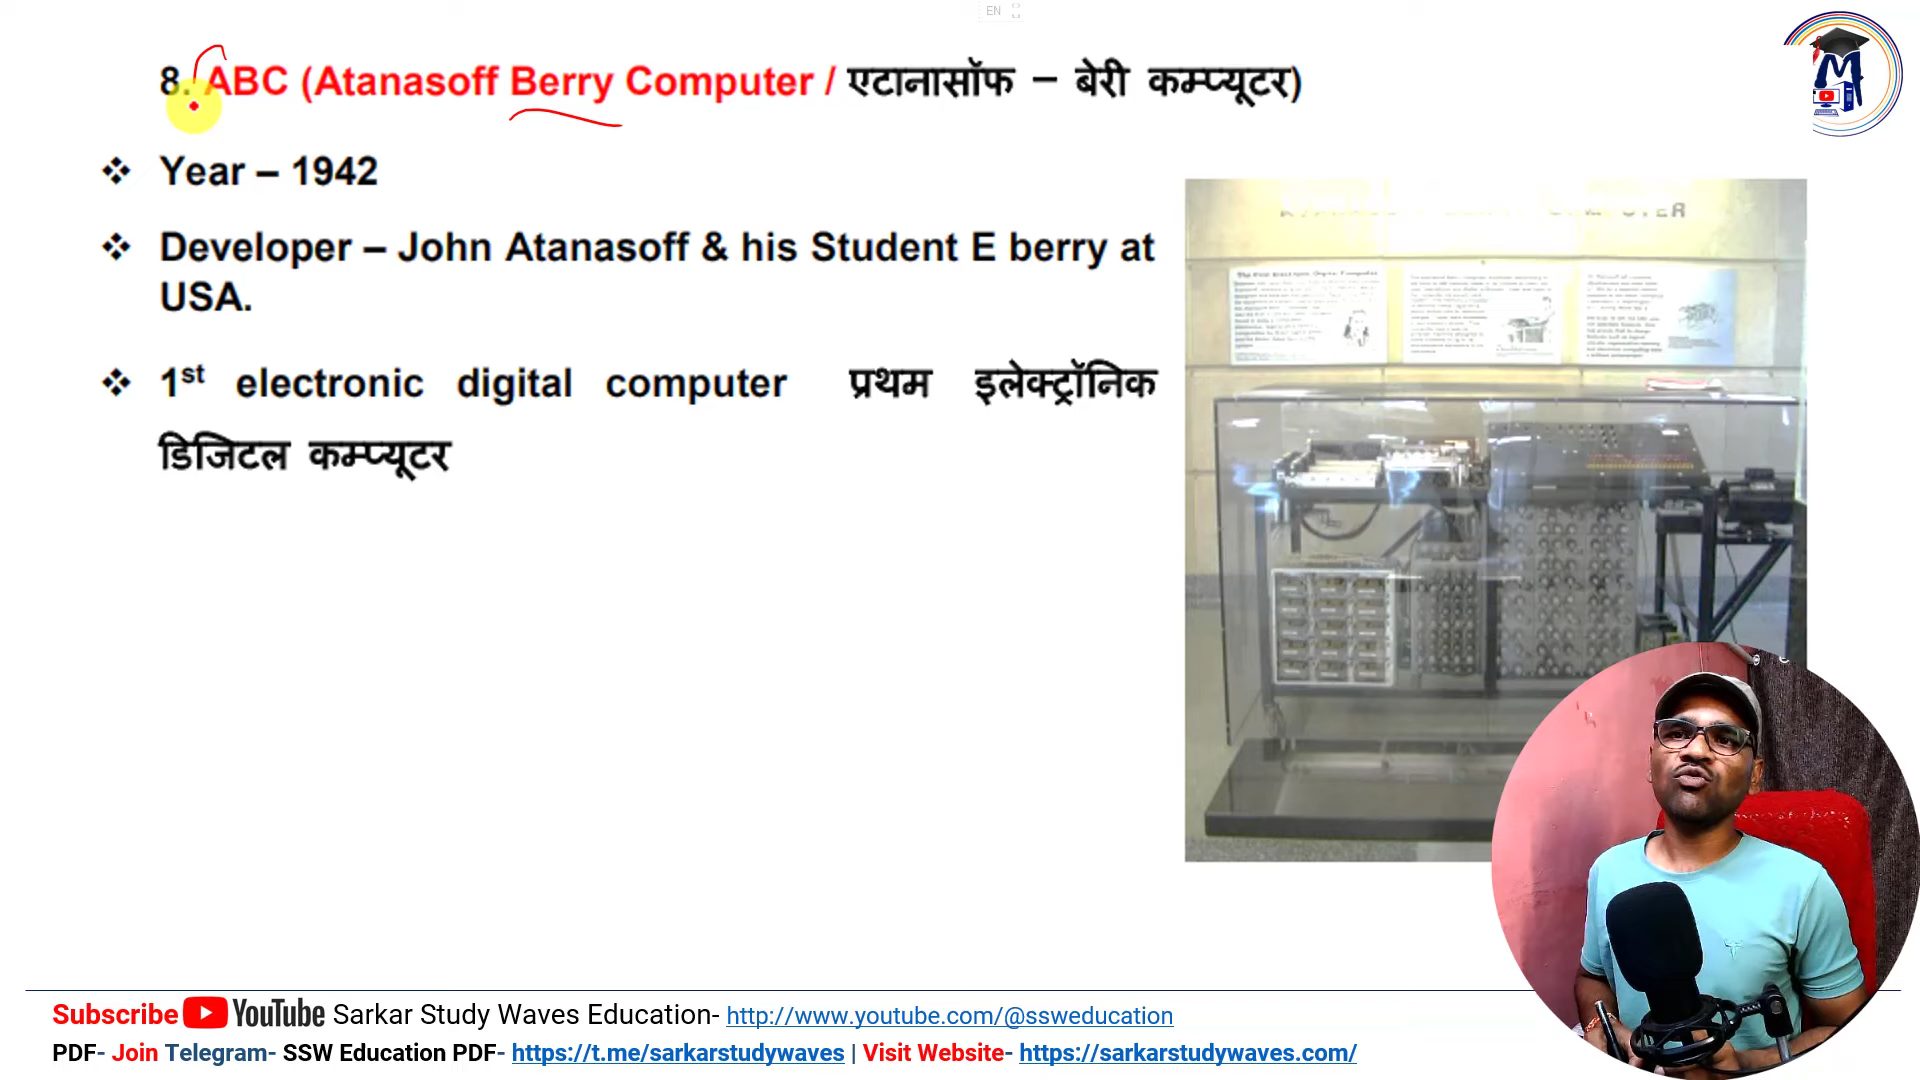 EN
8. ABC (Atanasoff Berry Computer / एटानासॉफ – बेरी कम्प्यूटर)
❖ Year – 1942
❖ Developer – John Atanasoff & his Student E berry at
USA.
❖ 1st electronic digital computer प्रथम इलेक्ट्रॉनिक
डिजिटल कम्प्यूटर
Subscribe YouTube Sarkar Study Waves Education- http://www.youtube.com/@ssweducation
PDF- Join Telegram- SSW Education PDF- https://t.me/sarkarstudywaves | Visit Website- https://sarkarstudywaves.com/